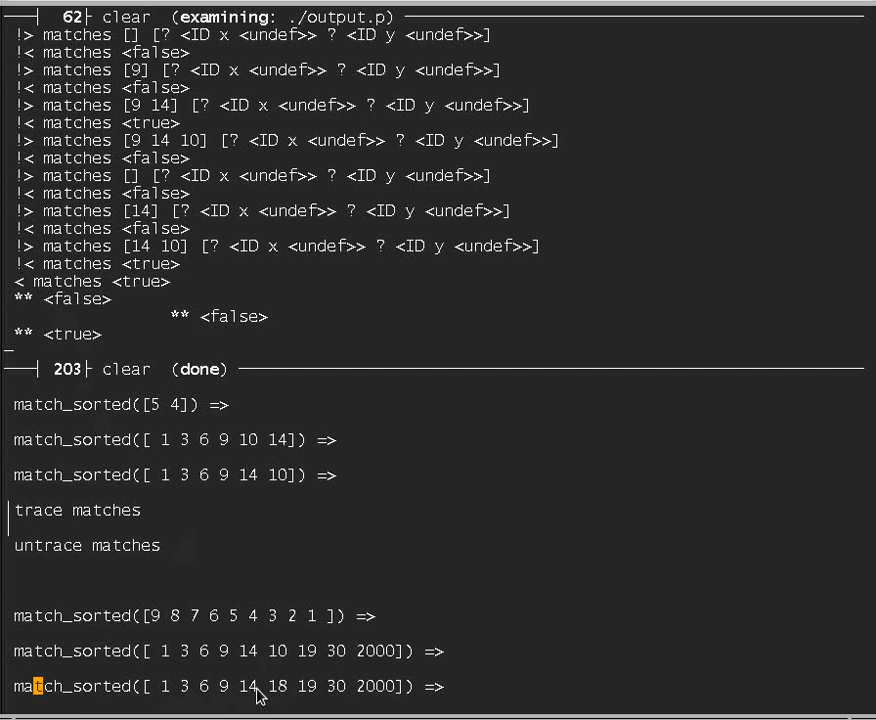 62 clear (examining: ./output.p)
!> matches [] [? <ID x <undef>> ? <ID y <undef>>]
!< matches <false>
!> matches [9] [? <ID x <undef>> ? <ID y <undef>>]
!< matches <false>
!> matches [9 14] [? <ID x <undef>> ? <ID y <undef>>]
!< matches <true>
!> matches [9 14 10] [? <ID x <undef>> ? <ID y <undef>>]
!< matches <false>
!> matches [] [? <ID x <undef>> ? <ID y <undef>>]
!< matches <false>
!> matches [14] [? <ID x <undef>> ? <ID y <undef>>]
!< matches <false>
!> matches [14 10] [? <ID x <undef>> ? <ID y <undef>>]
!< matches <true>
< matches <true>
** <false>
** <false>
** <true>
203 clear (done)
match_sorted([5 4]) =>
match_sorted([ 1 3 6 9 10 14]) =>
match_sorted([ 1 3 6 9 14 10]) =>
trace matches
untrace matches
match_sorted([9 8 7 6 5 4 3 2 1 ]) =>
match_sorted([ 1 3 6 9 14 10 19 30 2000]) =>
match_sorted([ 1 3 6 9 14 18 19 30 2000]) =>